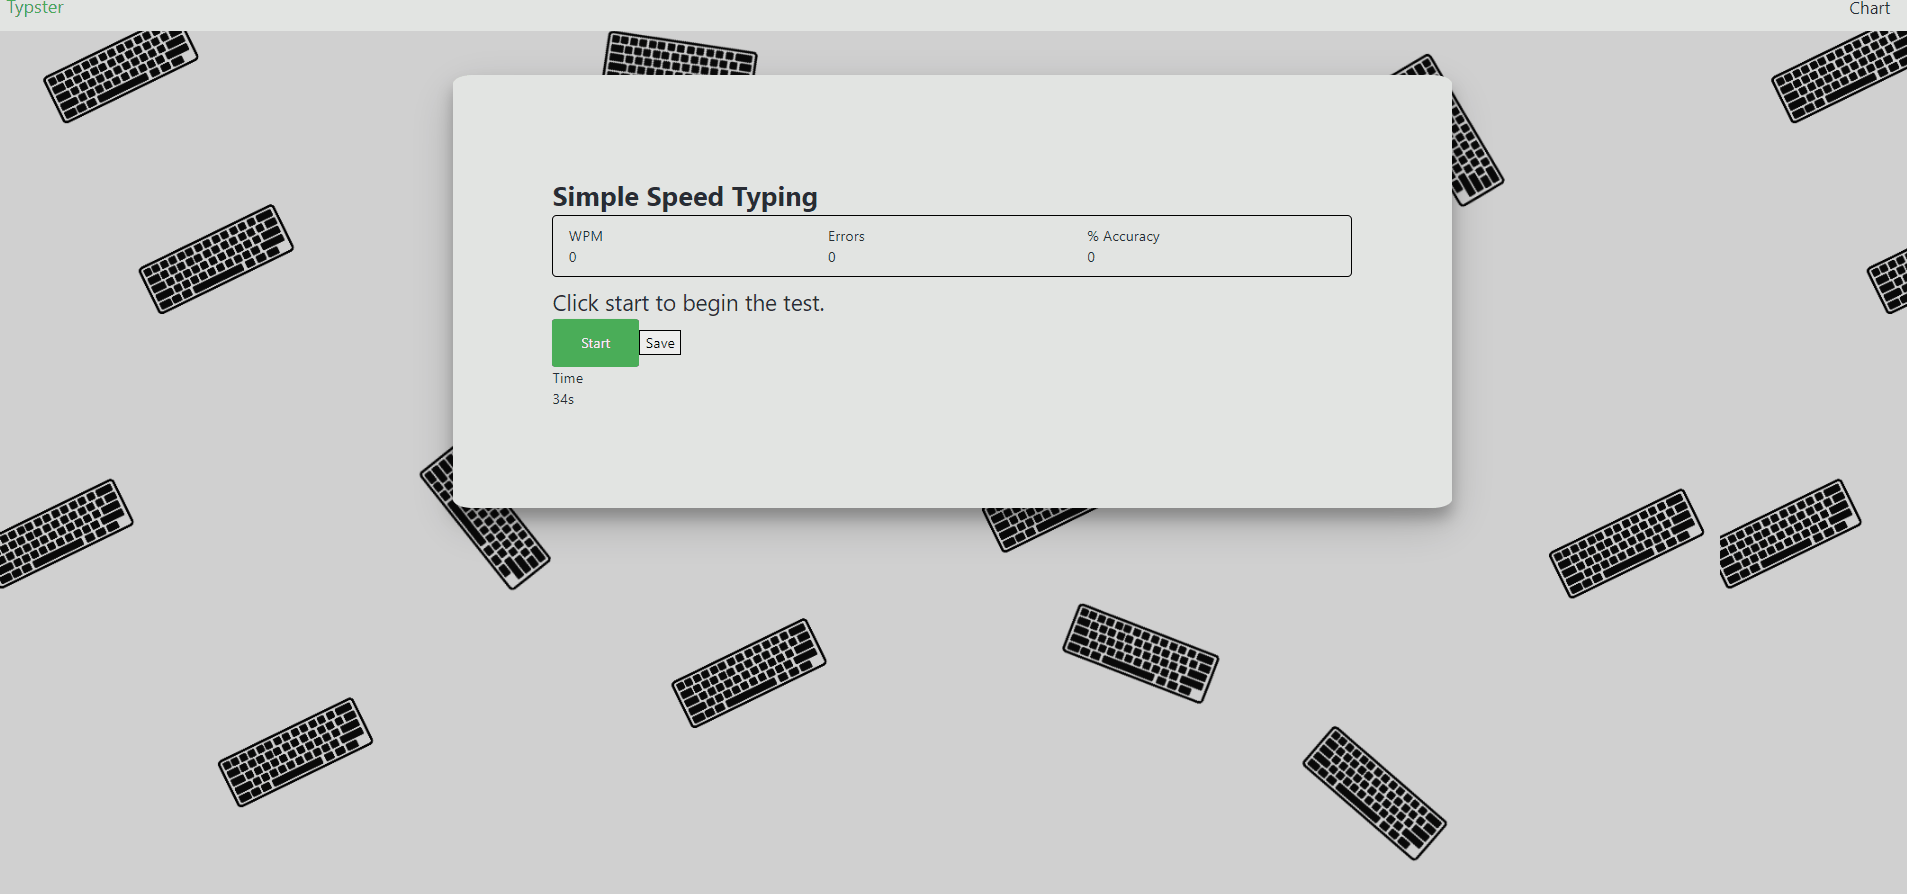 Typster
Chart
Simple Speed Typing
WPM Errors % Accuracy
0 0 0
Click start to begin the test.
Start Save
Time
34s